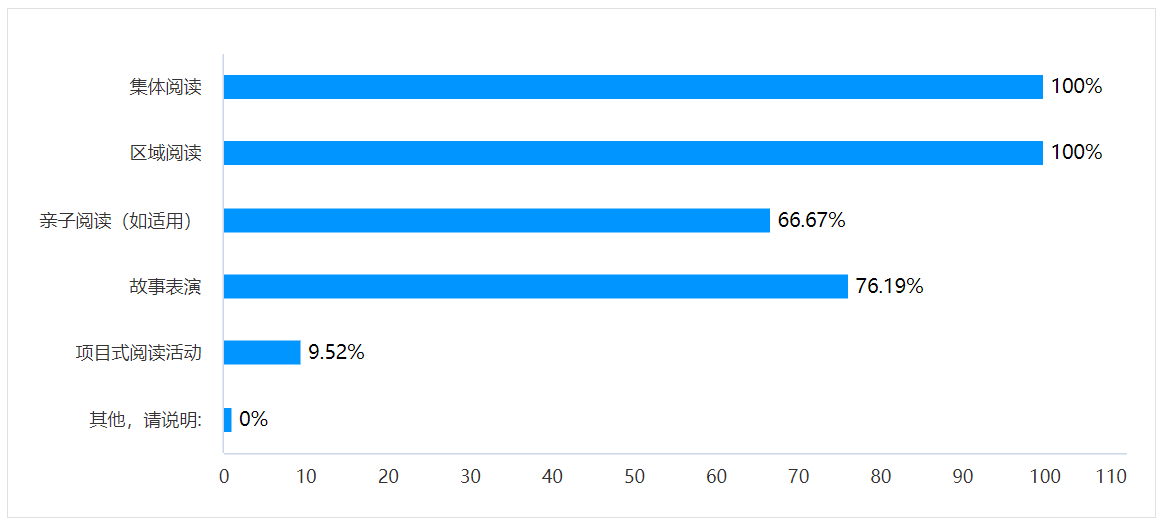 集体阅读 100%
区域阅读 100%
亲子阅读（如适用） 66.67%
故事表演 76.19%
项目式阅读活动 9.52%
其他，请说明: 0%
0 10 20 30 40 50 60 70 80 90 100 110